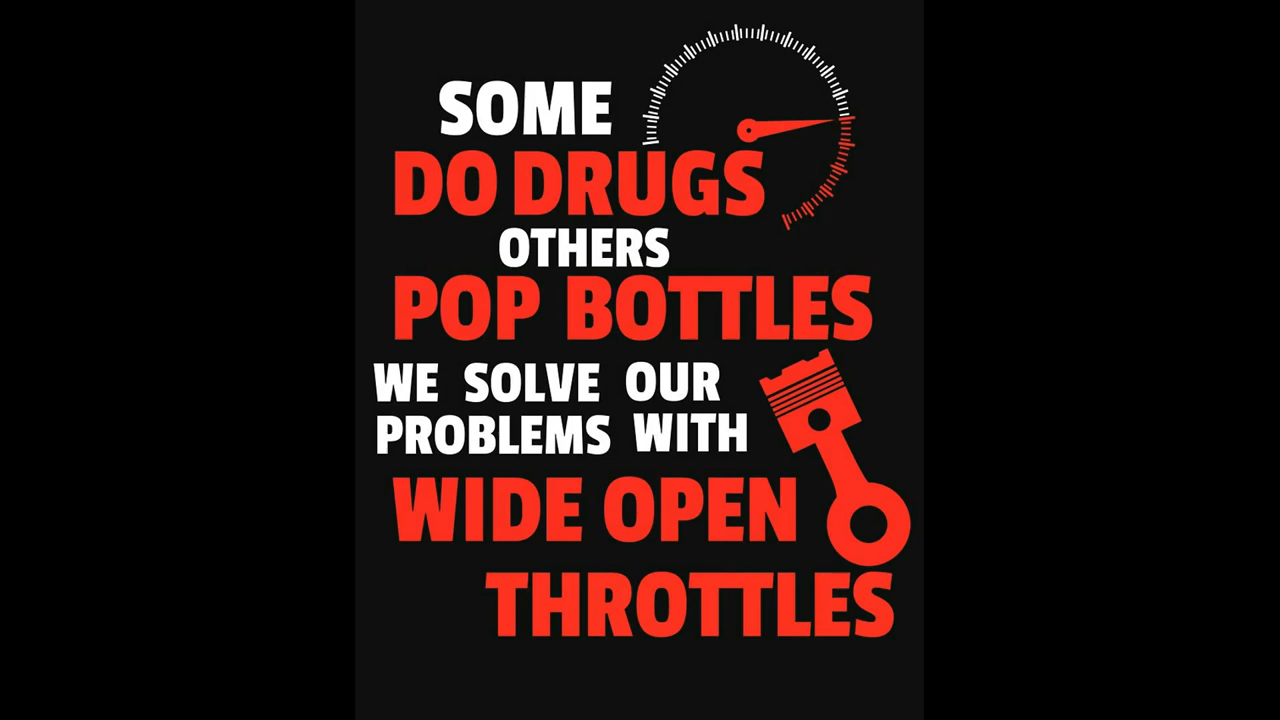 SOME
DO DRUGS
OTHERS
POP BOTTLES
WE SOLVE OUR
PROBLEMS WITH
WIDE OPEN
THROTTLES